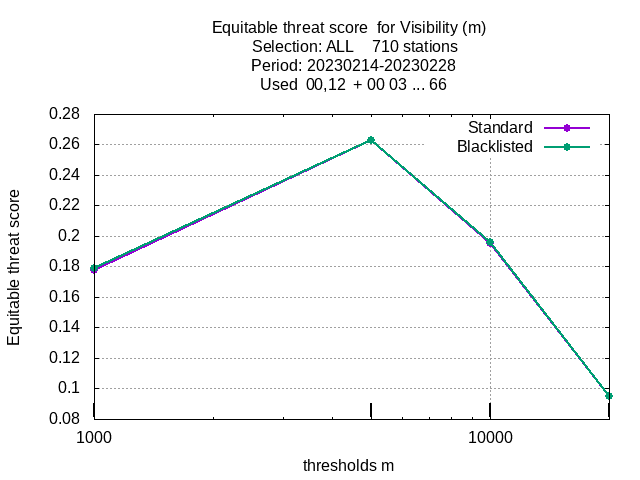 Equitable threat score  for Visibility (m)
Selection: ALL    710 stations
Period: 20230214-20230228
Used  00,12 + 00 03 ... 66
Standard
Blacklisted
Equitable threat score
0.28
0.26
0.24
0.22
0.2
0.18
0.16
0.14
0.12
0.1
0.08
1000
10000
thresholds m